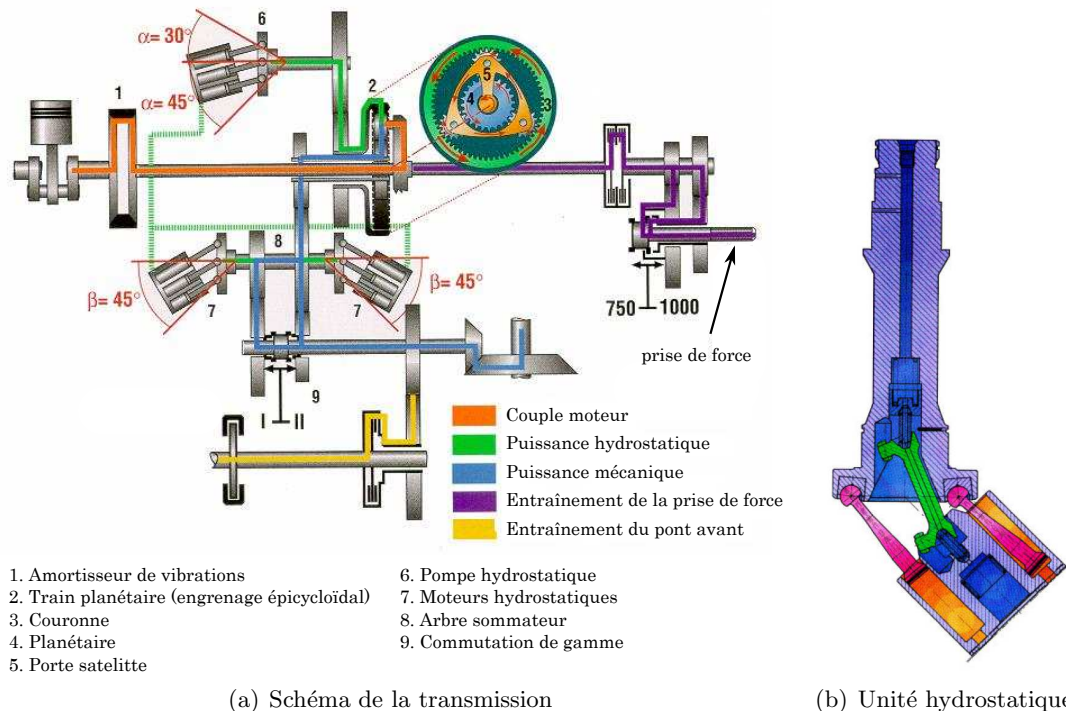 α= 30°
6
α= 45°
1
2
5
4
3
8
β= 45°
7
7
β= 45°
750
1000
prise de force
9
I
II
Couple moteur
Puissance hydrostatique
Puissance mécanique
Entraînement de la prise de force
Entraînement du pont avant
1. Amortisseur de vibrations
2. Train planétaire (engrenage épicycloïdal)
3. Couronne
4. Planétaire
5. Porte satelitte
6. Pompe hydrostatique
7. Moteurs hydrostatiques
8. Arbre sommateur
9. Commutation de gamme
(a) Schéma de la transmission
(b) Unité hydrostatique